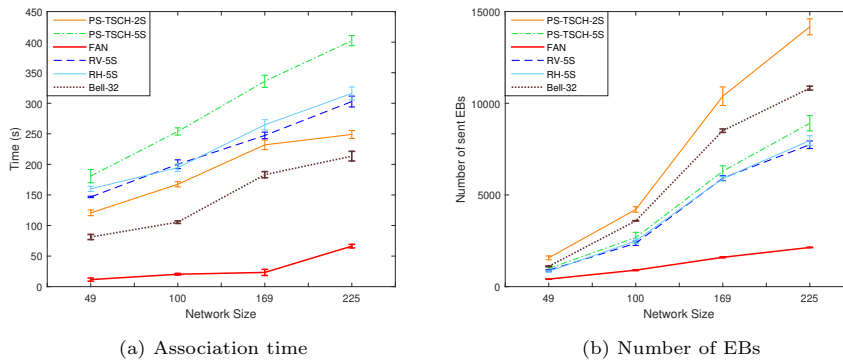 450
400
350
300
250
200
150
100
50
0
Time (s)
PS-TSCH-2S
PS-TSCH-5S
FAN
RV-5S
RH-5S
Bell-32
49 100 169 225
Network Size
(a) Association time
15000
10000
5000
0
Number of sent EBs
PS-TSCH-2S
PS-TSCH-5S
FAN
RV-5S
RH-5S
Bell-32
49 100 169 225
Network Size
(b) Number of EBs